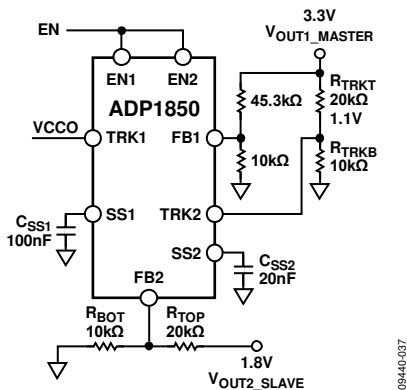 3.3V
VOUT1_MASTER
EN
EN1
EN2
ADP1850
45.3kΩ
RTRKT
20kΩ
1.1V
VCCO
TRK1
FB1
10kΩ
RTRKB
10kΩ
TRK2
SS1
CSS1
100nF
SS2
CSS2
20nF
FB2
RBOT
10kΩ
RTOP
20kΩ
1.8V
VOUT2_SLAVE
09440-037